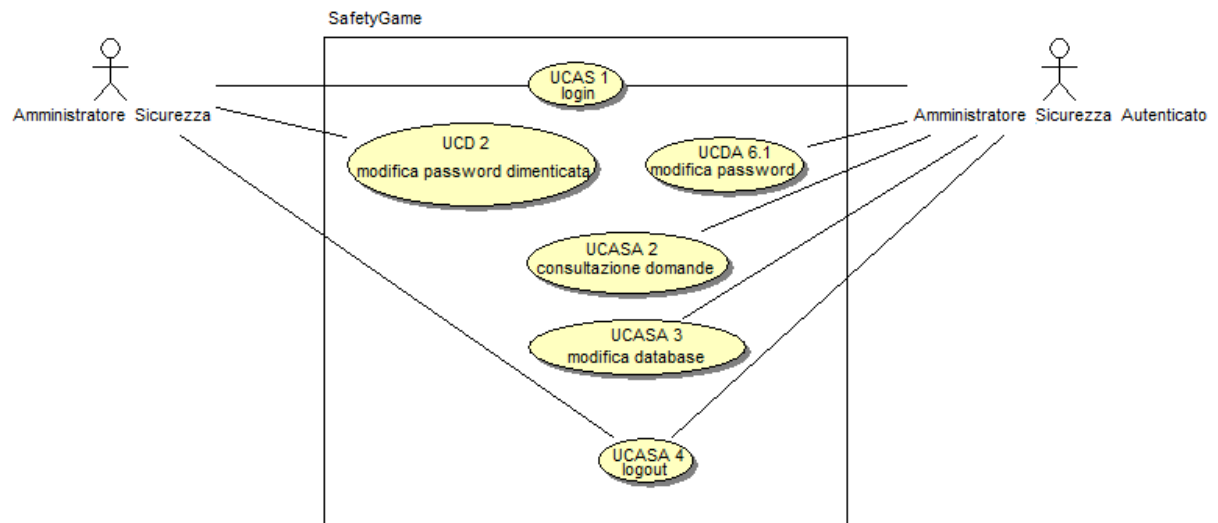 SafetyGame
UCAS 1
login
Amministratore Sicurezza
Amministratore Sicurezza Autenticato
UCD 2
modifica password dimenticata
UCDA 6.1
modifica password
UCASA 2
consultazione domande
UCASA 3
modifica database
UCASA 4
logout